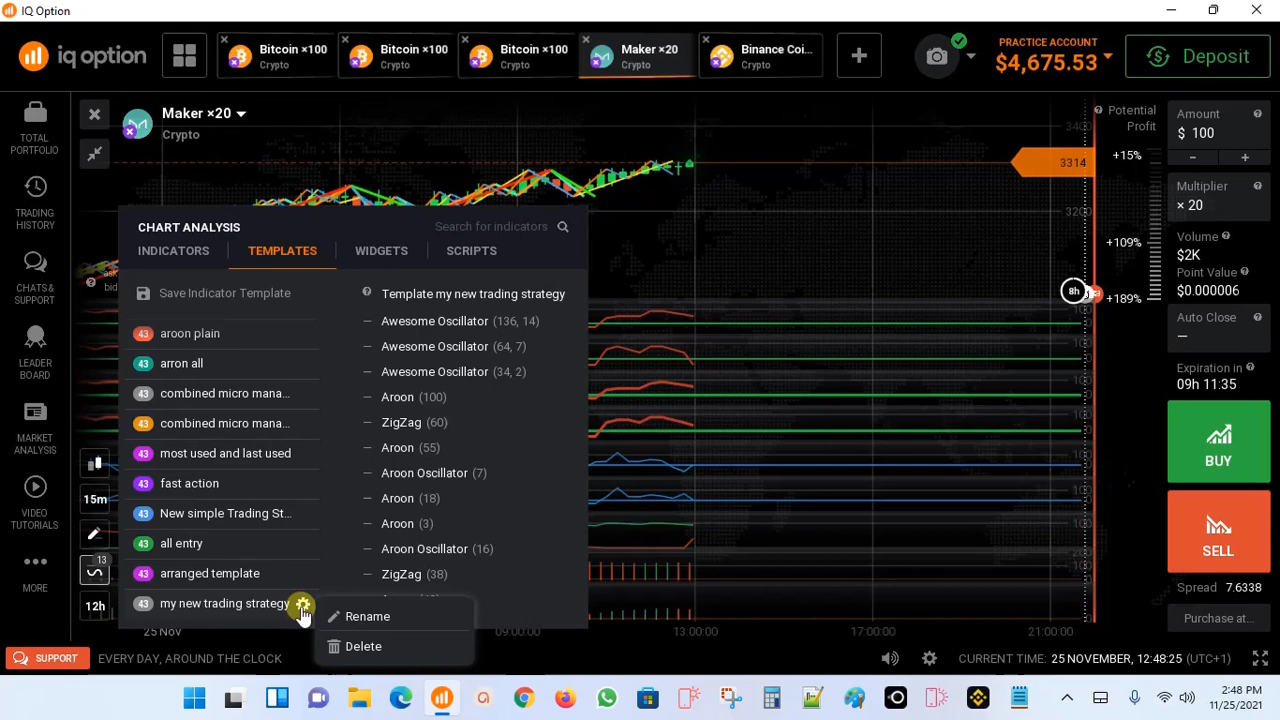 IQ Option
iq option
Bitcoin ×100
Crypto
Bitcoin ×100
Crypto
Bitcoin ×100
Crypto
Maker ×20
Crypto
Binance Coi...
Crypto
PRACTICE ACCOUNT
$4,675.53
Deposit
TOTAL
PORTFOLIO
TRADING
HISTORY
CHATS &
SUPPORT
LEADER
BOARD
MARKET
ANALYSIS
VIDEO
TUTORIALS
MORE
Maker ×20
Crypto
CHART ANALYSIS
Search for indicators
INDICATORS
TEMPLATES
WIDGETS
SCRIPTS
Save Indicator Template
43 aroon plain
43 arron all
43 combined micro mana...
43 combined micro mana...
43 most used and last used
43 fast action
43 New simple Trading St...
43 all entry
43 arranged template
43 my new trading strategy
Template my new trading strategy
Awesome Oscillator (136, 14)
Awesome Oscillator (64, 7)
Awesome Oscillator (34, 2)
Aroon (100)
ZigZag (60)
Aroon (55)
Aroon Oscillator (7)
Aroon (18)
Aroon (3)
Aroon Oscillator (16)
ZigZag (38)
Rename
Delete
15m
13
12h
25 Nov
09:00:00
13:00:00
17:00:00
21:00:00
3400
3314
3200
8h
Potential
Profit
+15%
+109%
+189%
Amount
$ 100
Multiplier
× 20
Volume
$2K
Point Value
$0.000006
Auto Close
—
Expiration in
09h 11:35
BUY
SELL
Spread 7.6338
Purchase at...
SUPPORT
EVERY DAY, AROUND THE CLOCK
CURRENT TIME: 25 NOVEMBER, 12:48:25 (UTC+1)
2:48 PM
11/25/2021